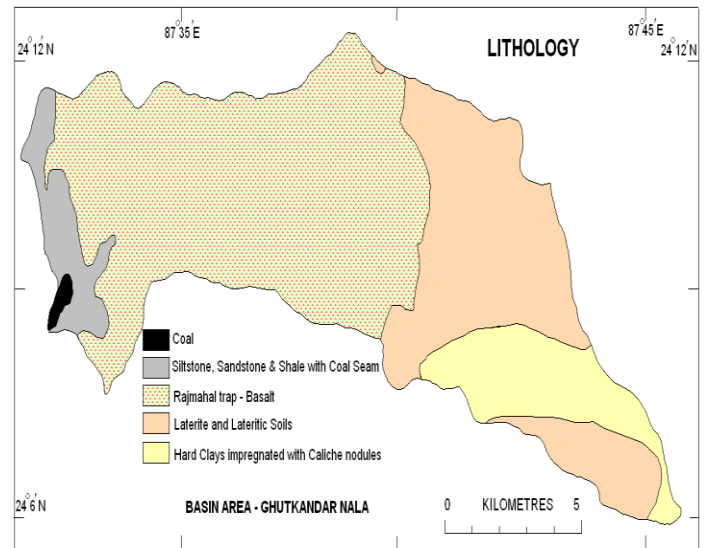 87° 35′ E
87° 45′ E
24° 12′ N
24° 12′ N
LITHOLOGY
Coal
Siltstone, Sandstone & Shale with Coal Seam
Rajmahal trap - Basalt
Laterite and Lateritic Soils
Hard Clays impregnated with Caliche nodules
24° 6′ N
BASIN AREA - GHUTKANDAR NALA
0 KILOMETRES 5